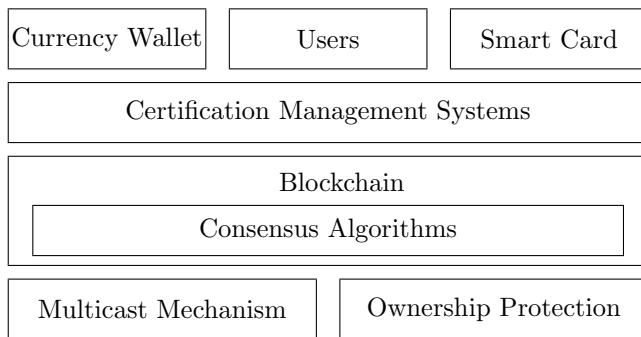 Currency Wallet Users Smart Card
Certification Management Systems
Blockchain
Consensus Algorithms
Multicast Mechanism Ownership Protection